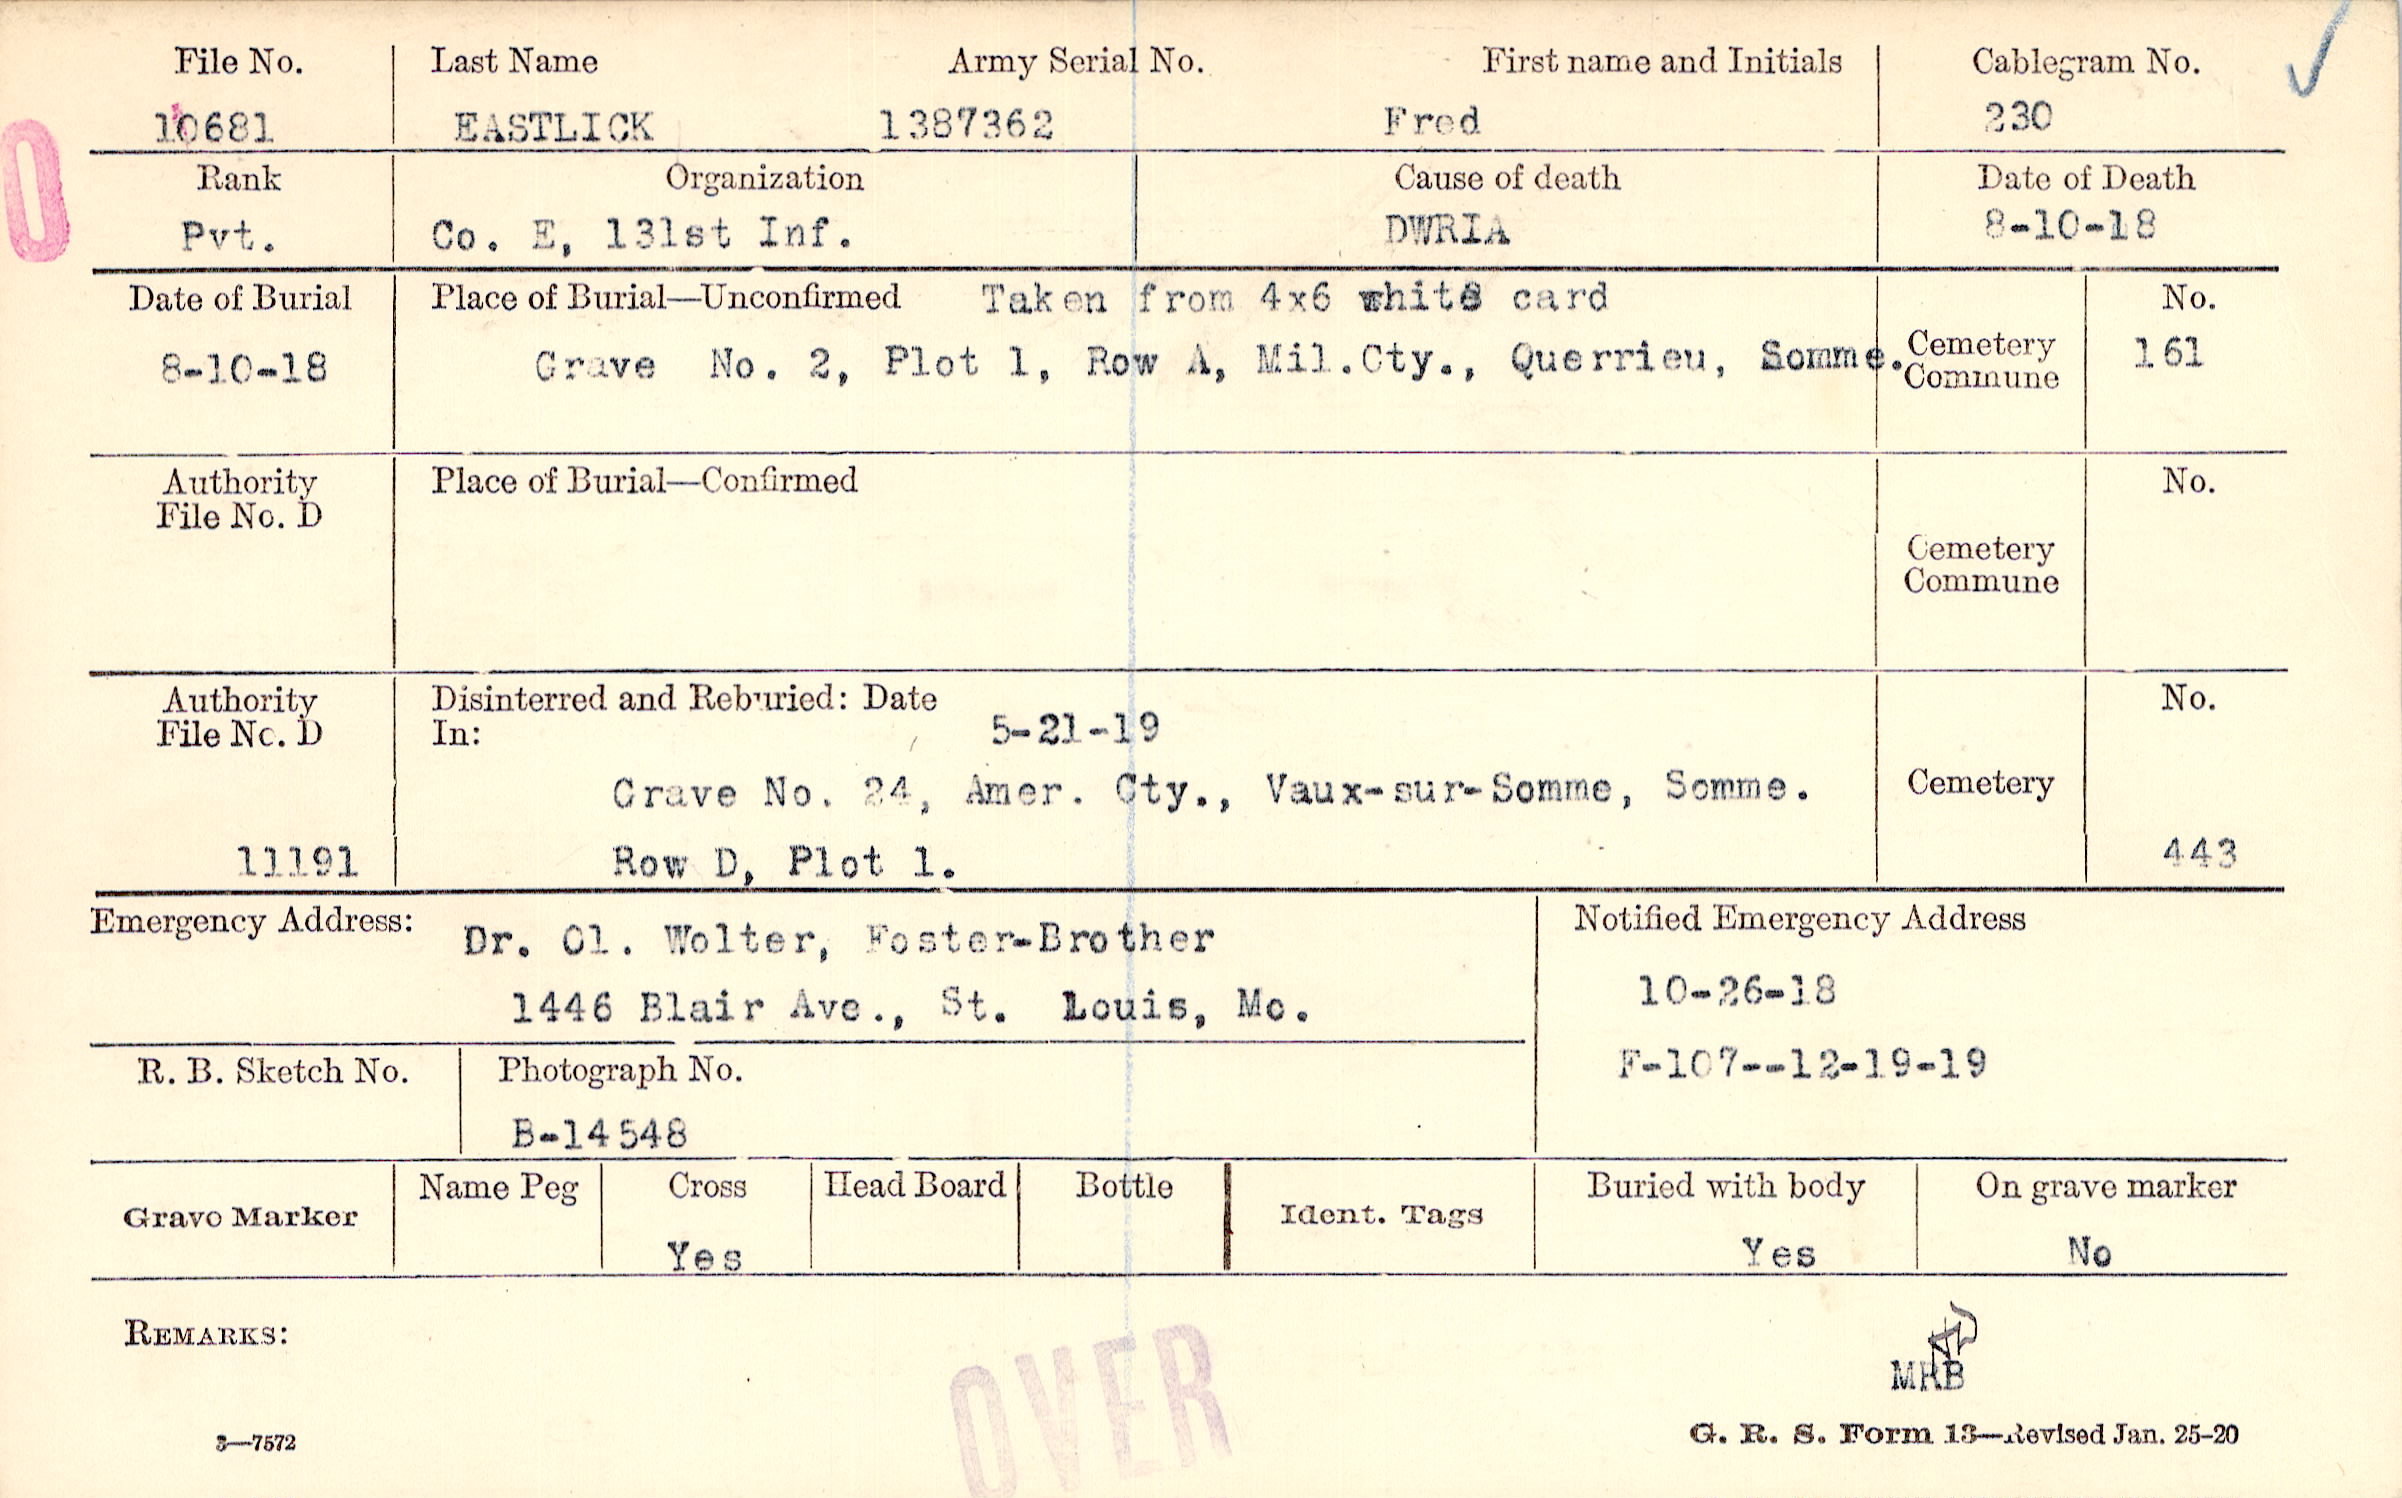 File No. Last Name Army Serial No. First name and Initials Cablegram No.
10681 EASTLICK 1387362 Fred 230
Rank Organization Cause of death Date of Death
Pvt. Co. E, 131st Inf. DWRIA 8-10-18
Date of Burial Place of Burial—Unconfirmed Taken from 4x6 white card No.
8-10-18 Grave No. 2, Plot 1, Row A, Mil.Cty., Querrieu, Somme. Cemetery 161
Commune
Authority Place of Burial—Confirmed No.
File No. D
Cemetery
Commune
Authority Disinterred and Reburied: Date No.
File No. D In: 5-21-19
Grave No. 24, Amer. Cty., Vaux-sur-Somme, Somme. Cemetery
11191 Row D, Plot 1. 443
Emergency Address: Dr. Ol. Wolter, Foster-Brother Notified Emergency Address
1446 Blair Ave., St. Louis, Mo. 10-26-18
R. B. Sketch No. Photograph No. F-107--12-19-19
B-14548
Grave Marker Name Peg Cross Head Board Bottle Ident. Tags Buried with body On grave marker
Yes Yes No
REMARKS:
MRB
OVER
3—7572 G. R. S. Form 13—Revised Jan. 25-20